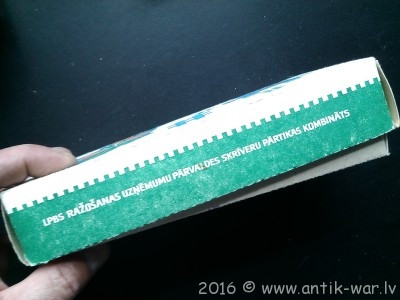 LPBS RAŽOŠANAS UZŅĒMUMU PĀRVALDES SKRĪVERU PĀRTIKAS KOMBINĀTS
2016 © www.antik-war.lv